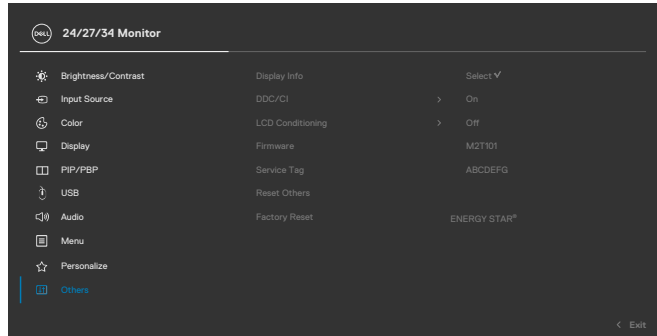 DELL 24/27/34 Monitor
Brightness/Contrast Display Info Select ✓
Input Source DDC/CI > On
Color LCD Conditioning > Off
Display Firmware M2T101
PIP/PBP Service Tag ABCDEFG
USB Reset Others
Audio Factory Reset ENERGY STAR®
Menu
Personalize
Others
< Exit